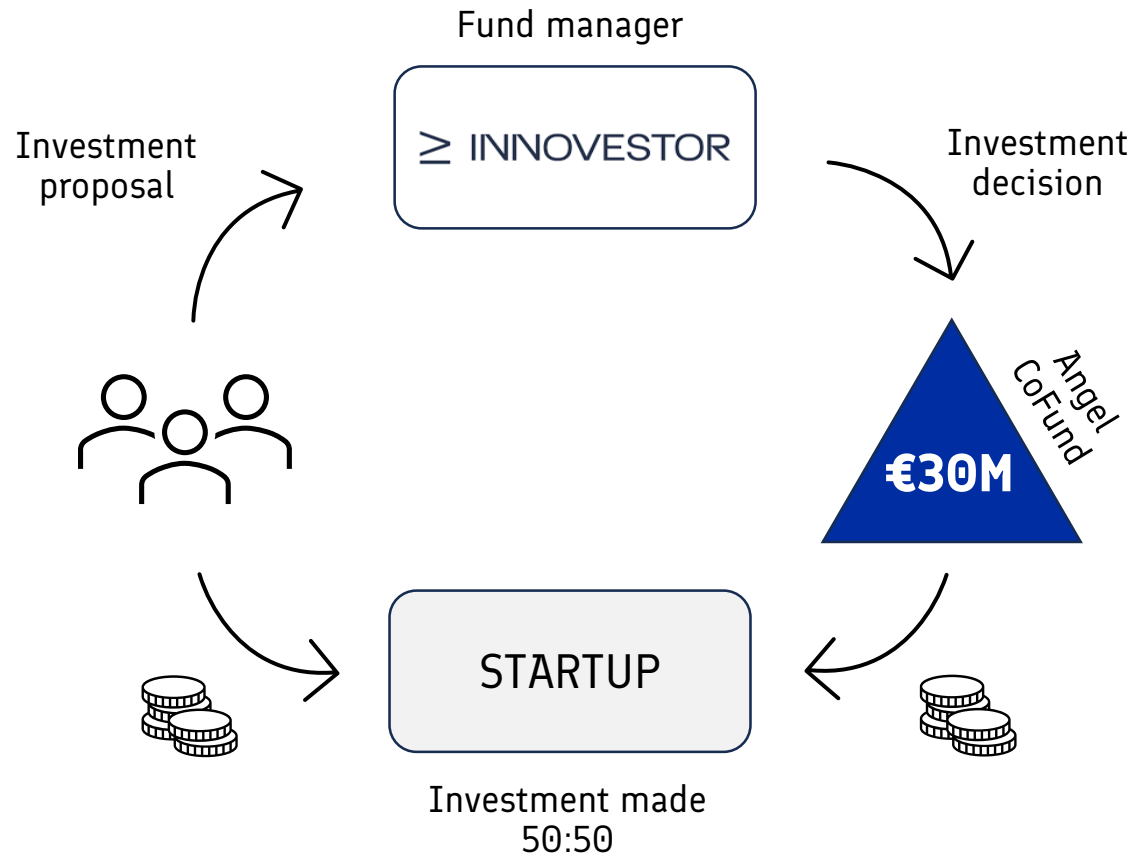 Fund manager
≥ INNOVESTOR
Investment
proposal
Investment
decision
Angel
CoFund
€30M
STARTUP
Investment made
50:50